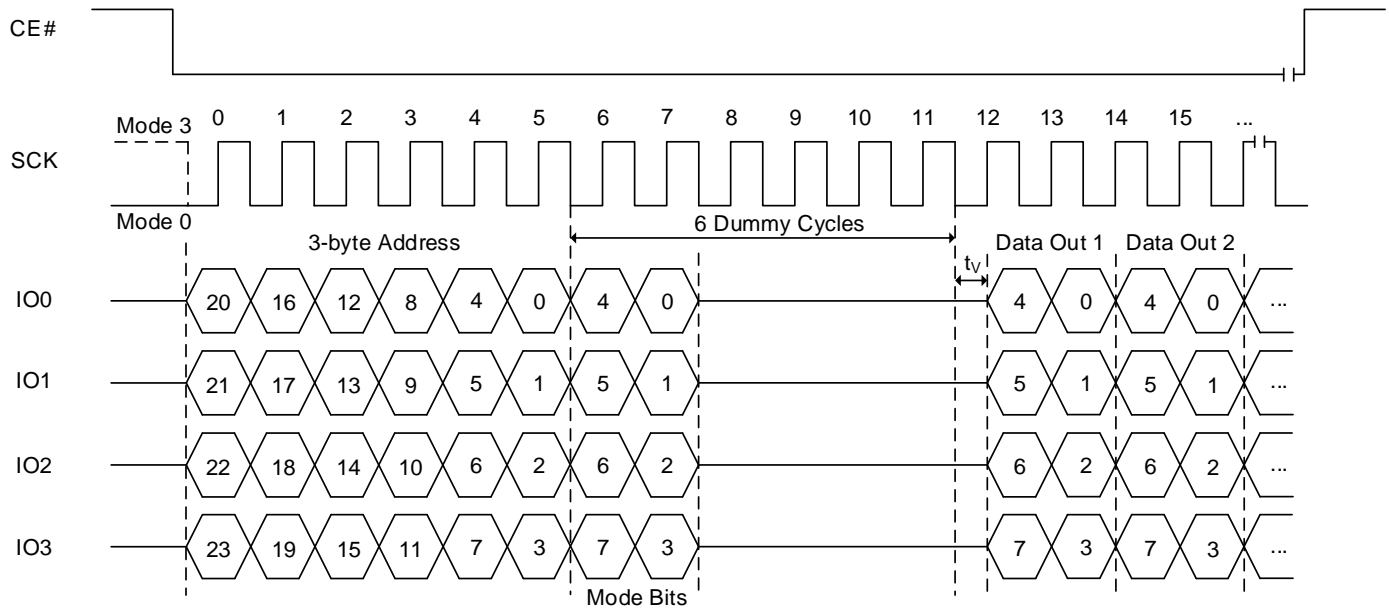 CE#
Mode 3 0 1 2 3 4 5 6 7 8 9 10 11 12 13 14 15 ...
SCK
Mode 0
6 Dummy Cycles
3-byte Address Data Out 1 Data Out 2
tV
IO0 20 16 12 8 4 0 4 0 4 0 4 0 ...
IO1 21 17 13 9 5 1 5 1 5 1 5 1 ...
IO2 22 18 14 10 6 2 6 2 6 2 6 2 ...
IO3 23 19 15 11 7 3 7 3 7 3 7 3 ...
Mode Bits